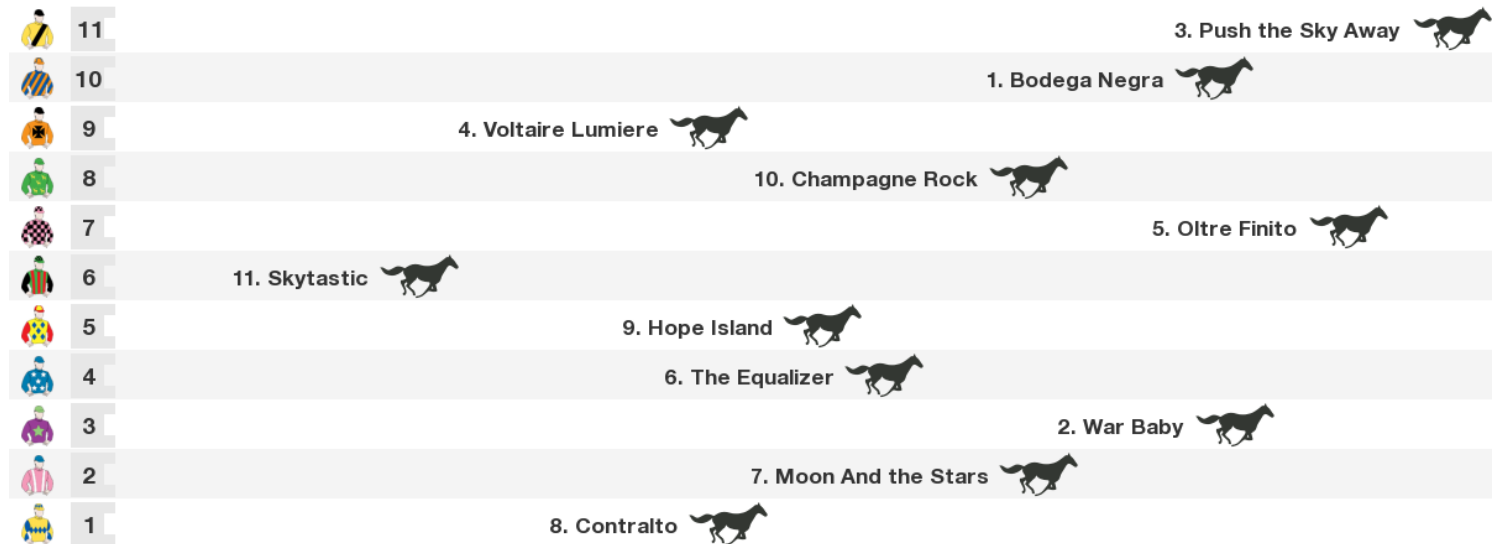 11 3. Push the Sky Away
10 1. Bodega Negra
9 4. Voltaire Lumiere
8 10. Champagne Rock
7 5. Oltre Finito
6 11. Skytastic
5 9. Hope Island
4 6. The Equalizer
3 2. War Baby
2 7. Moon And the Stars
1 8. Contralto